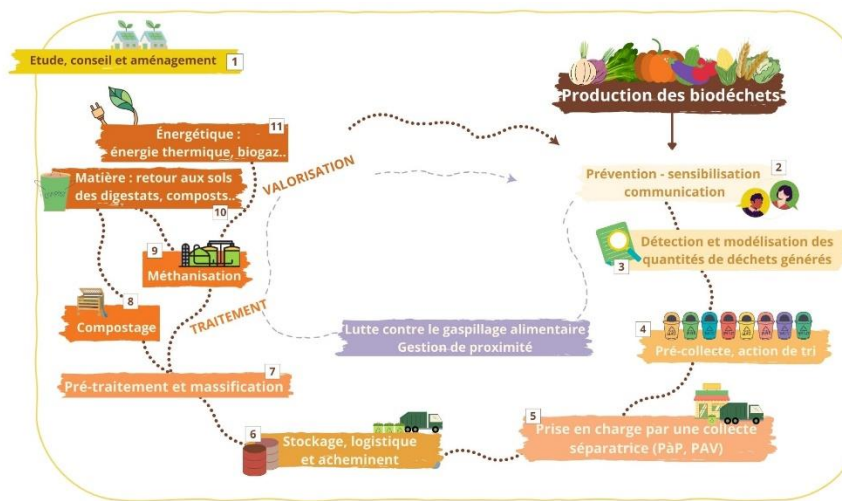 Etude, conseil et aménagement
1
Production des biodéchets
11
Énergétique :
énergie thermique, biogaz..
VALORISATION
Matière : retour aux sols
des digestats, composts..
10
2
Prévention - sensibilisation
communication
3
Détection et modélisation des
quantités de déchets générés
9
Méthanisation
8
Compostage
TRAITEMENT
Lutte contre le gaspillage alimentaire
Gestion de proximité
4
Pré-collecte, action de tri
7
Pré-traitement et massification
5
Prise en charge par une collecte
séparatrice (PàP, PAV)
6
Stockage, logistique
et acheminent